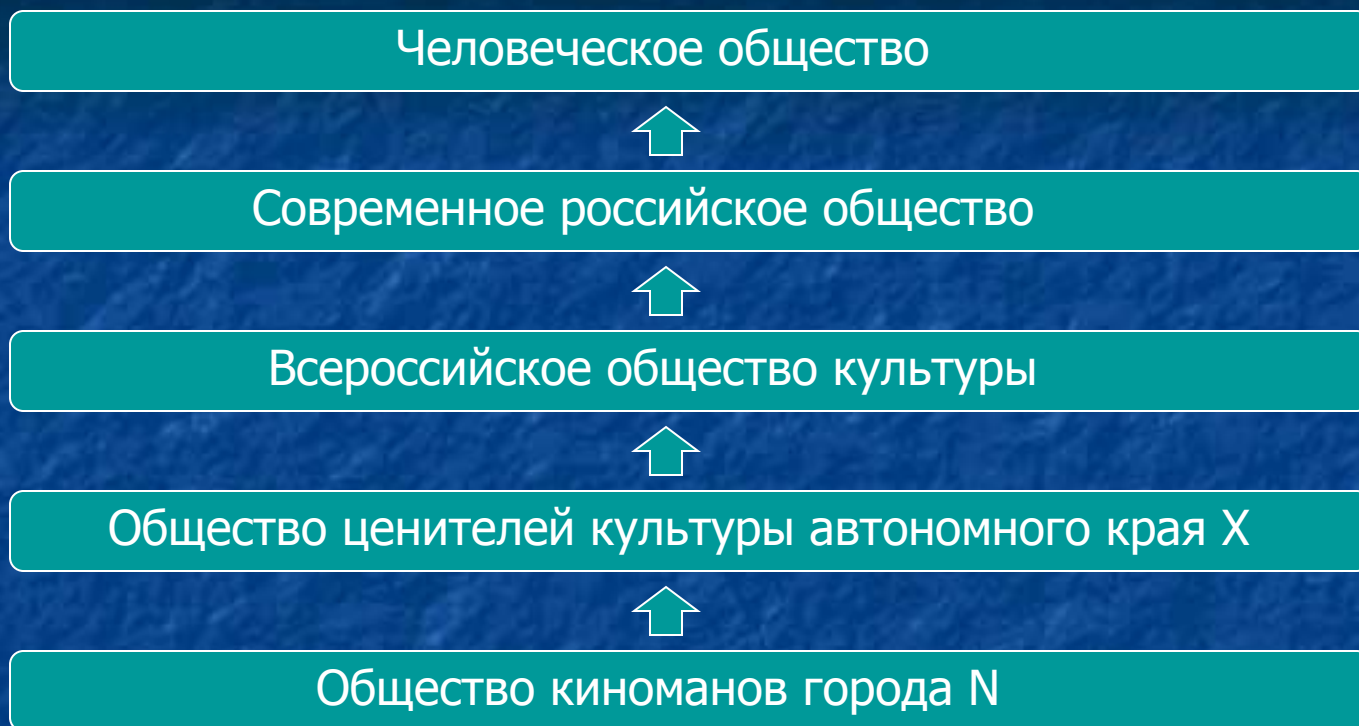 Человеческое общество
Современное российское общество
Всероссийское общество культуры
Общество ценителей культуры автономного края X
Общество киноманов города N